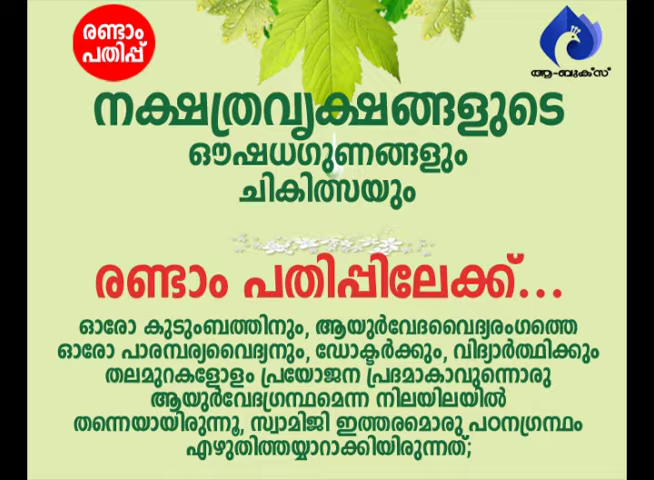 രണ്ടാം
പതിപ്പ്
ആ-ബുക്സ്
നക്ഷത്രവൃക്ഷങ്ങളുടെ
ഔഷധഗുണങ്ങളും
ചികിത്സയും
രണ്ടാം പതിപ്പിലേക്ക്...
ഓരോ കുടുംബത്തിനും, ആയുർവേദവൈദ്യരംഗത്തെ
ഓരോ പാരമ്പര്യവൈദ്യനും, ഡോക്ടർക്കും, വിദ്യാർത്ഥിക്കും
തലമുറകളോളം പ്രയോജന പ്രദമാകാവുന്നൊരു
ആയുർവേദഗ്രന്ഥമെന്ന നിലയിലയിൽ
തന്നെയായിരുന്നൂ, സ്വാമിജി ഇത്തരമൊരു പഠനഗ്രന്ഥം
എഴുതിത്തയ്യാറാക്കിയിരുന്നത്;